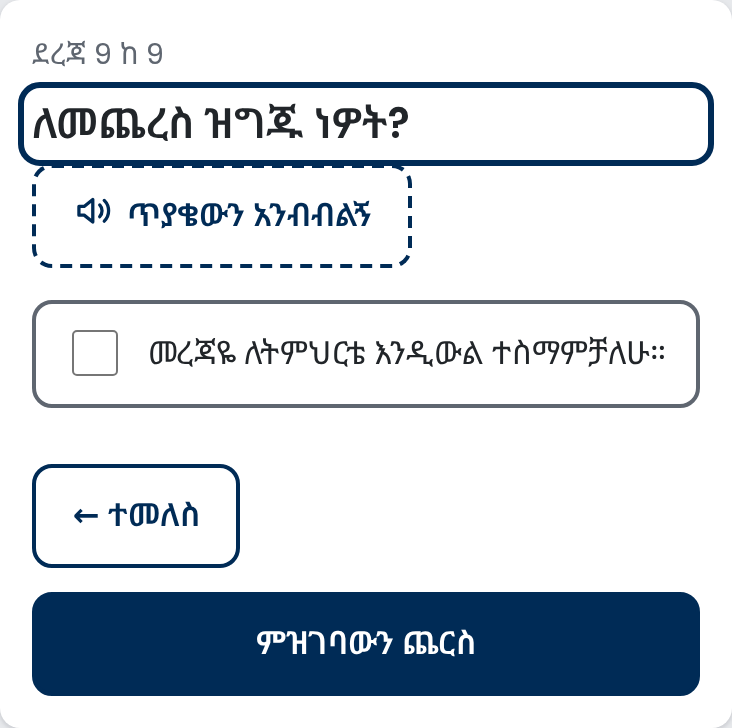 ደረጃ 9 ከ 9
ለመጨረስ ዝግጁ ነዎት?
ጥያቄውን አንብብልኝ
መረጃዬ ለትምህርቴ እንዲውል ተስማምቻለሁ።
← ተመለስ
ምዝገባውን ጨርስ